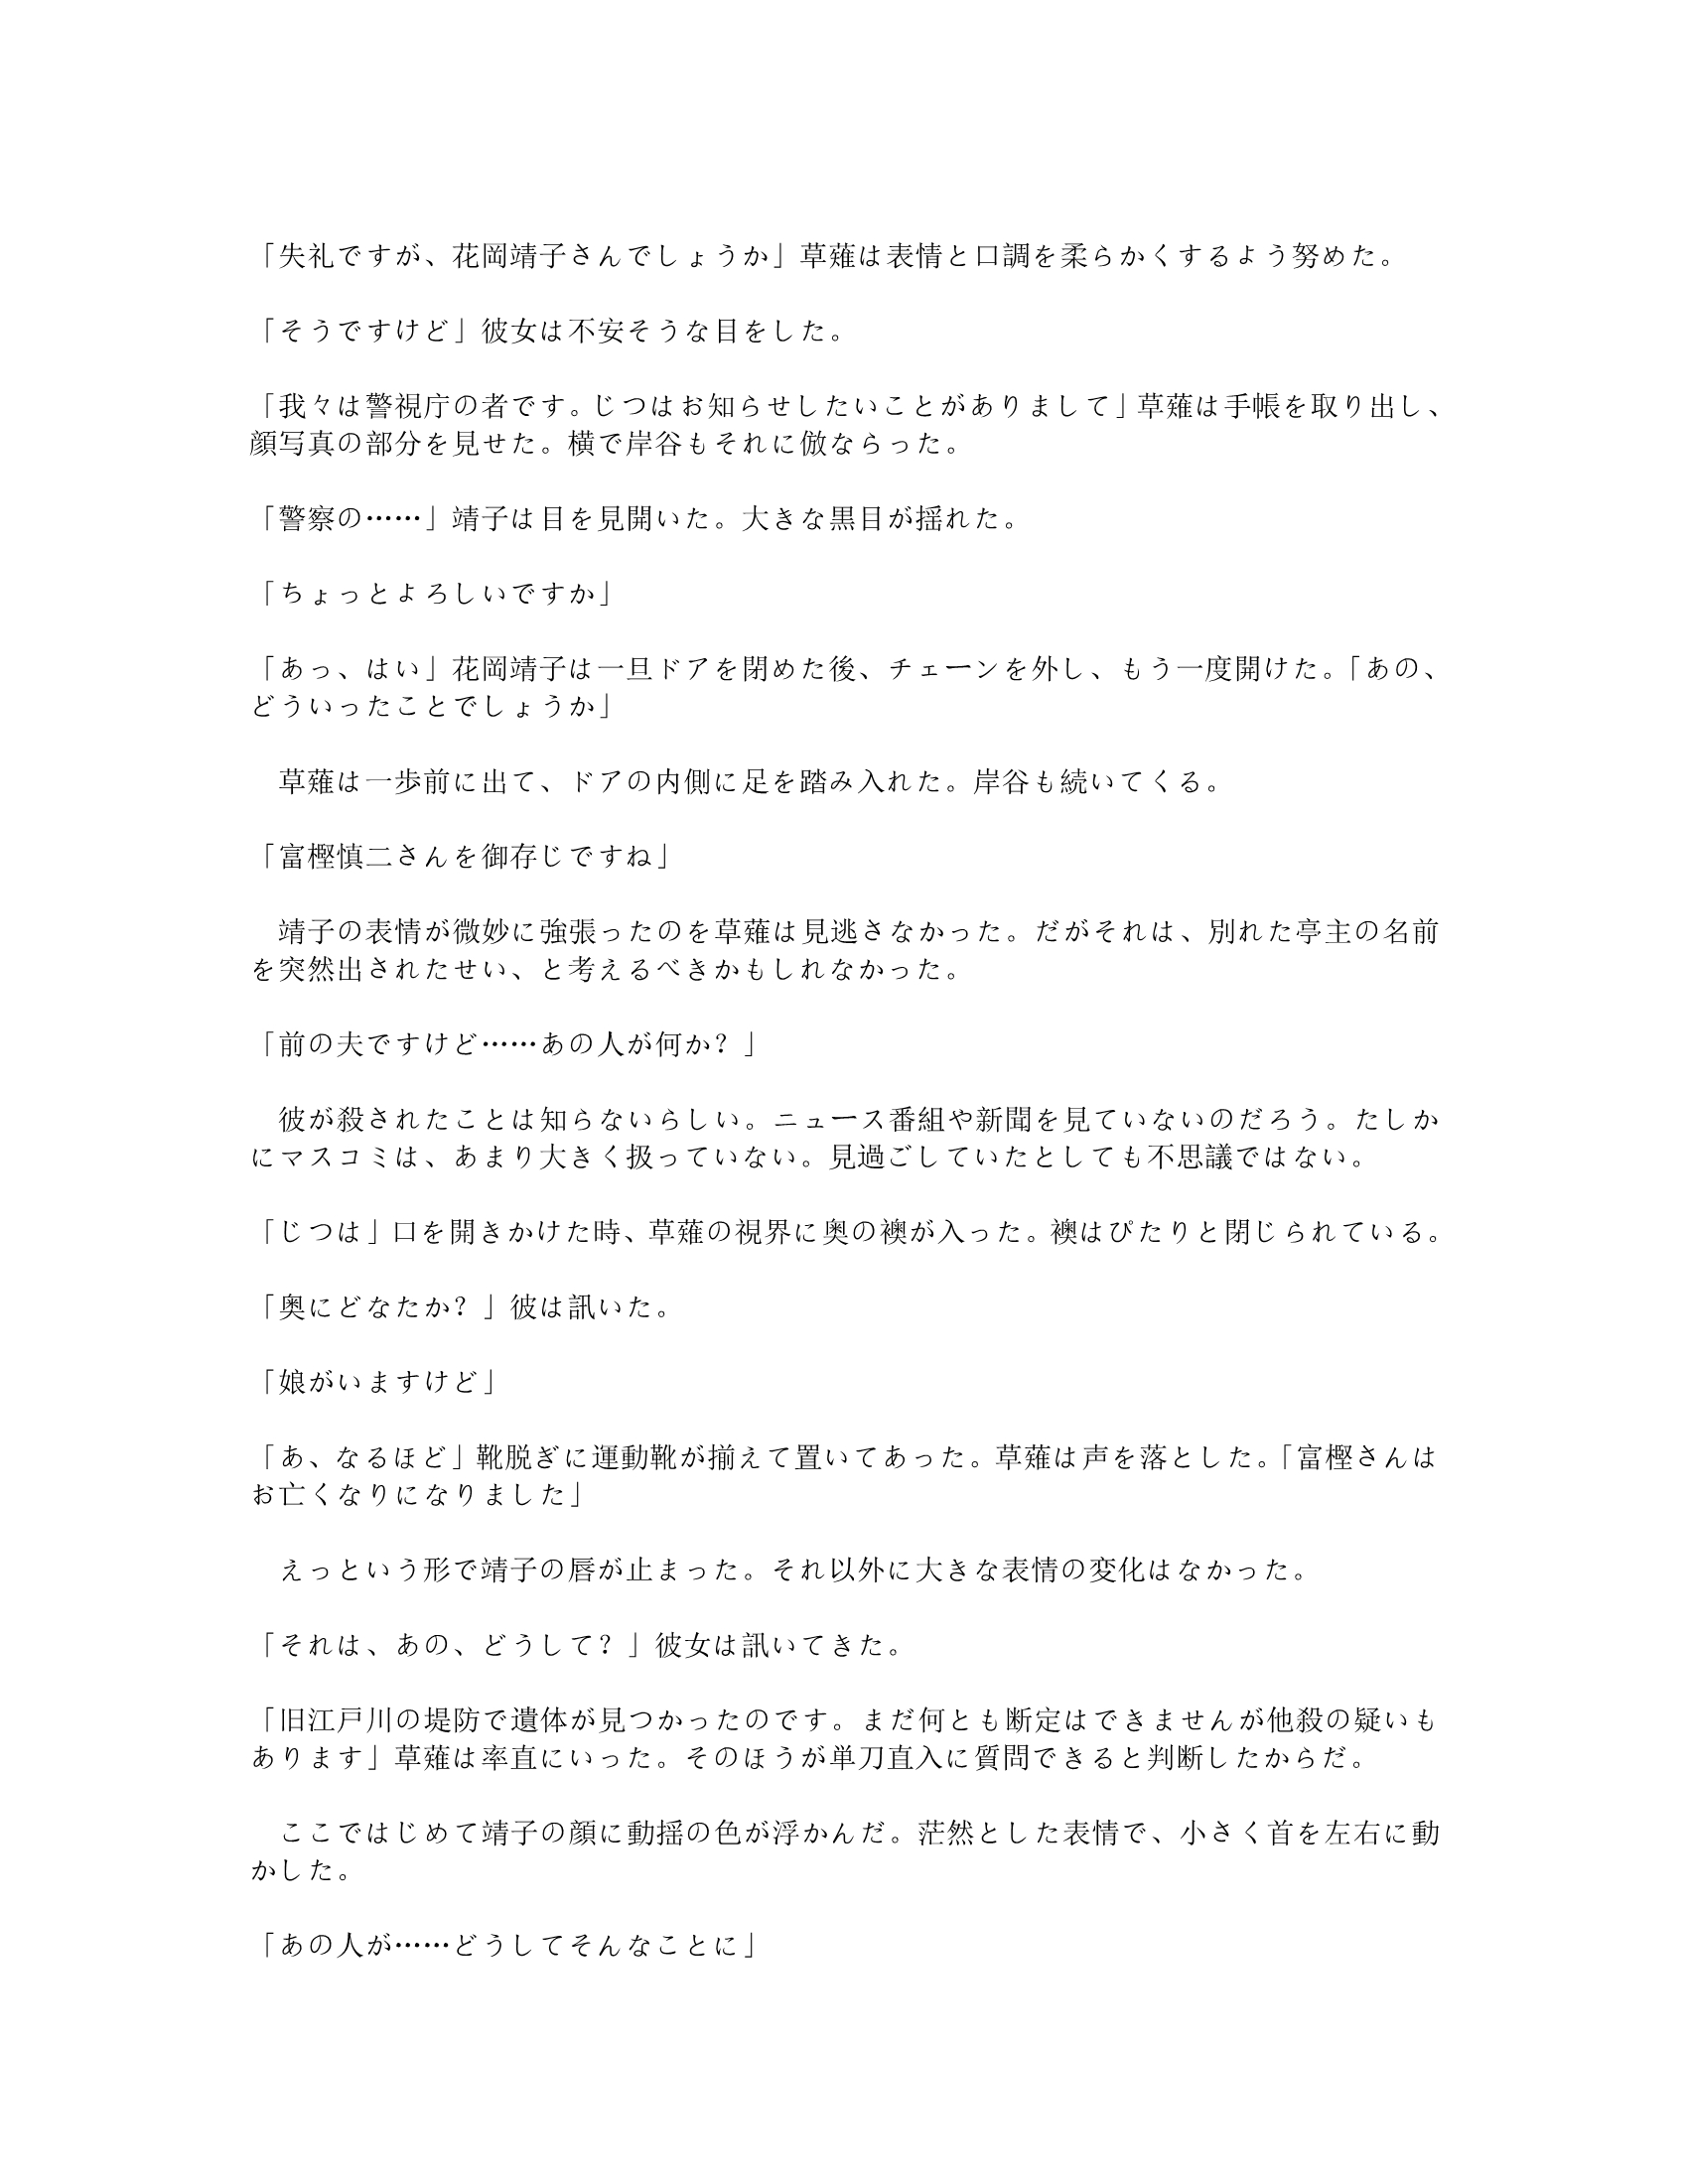 「失礼ですが、花岡靖子さんでしょうか」草薙は表情と口調を柔らかくするよう努めた。
「そうですけど」彼女は不安そうな目をした。
「我々は警視庁の者です。じつはお知らせしたいことがありまして」草薙は手帳を取り出し、
顔写真の部分を見せた。横で岸谷もそれに倣ならった。
「警察の……」靖子は目を見開いた。大きな黒目が揺れた。
「ちょっとよろしいですか」
「あっ、はい」花岡靖子は一旦ドアを閉めた後、チェーンを外し、もう一度開けた。「あの、
どういったことでしょうか」
　草薙は一歩前に出て、ドアの内側に足を踏み入れた。岸谷も続いてくる。
「富樫慎二さんを御存じですね」
　靖子の表情が微妙に強張ったのを草薙は見逃さなかった。だがそれは、別れた亭主の名前
を突然出されたせい、と考えるべきかもしれなかった。
「前の夫ですけど……あの人が何か？」
　彼が殺されたことは知らないらしい。ニュース番組や新聞を見ていないのだろう。たしか
にマスコミは、あまり大きく扱っていない。見過ごしていたとしても不思議ではない。
「じつは」口を開きかけた時、草薙の視界に奥の襖が入った。襖はぴたりと閉じられている。
「奥にどなたか？」彼は訊いた。
「娘がいますけど」
「あ、なるほど」靴脱ぎに運動靴が揃えて置いてあった。草薙は声を落とした。「富樫さんは
お亡くなりになりました」
　えっという形で靖子の唇が止まった。それ以外に大きな表情の変化はなかった。
「それは、あの、どうして？」彼女は訊いてきた。
「旧江戸川の堤防で遺体が見つかったのです。まだ何とも断定はできませんが他殺の疑いも
あります」草薙は率直にいった。そのほうが単刀直入に質問できると判断したからだ。
　ここではじめて靖子の顔に動揺の色が浮かんだ。茫然とした表情で、小さく首を左右に動
かした。
「あの人が……どうしてそんなことに」